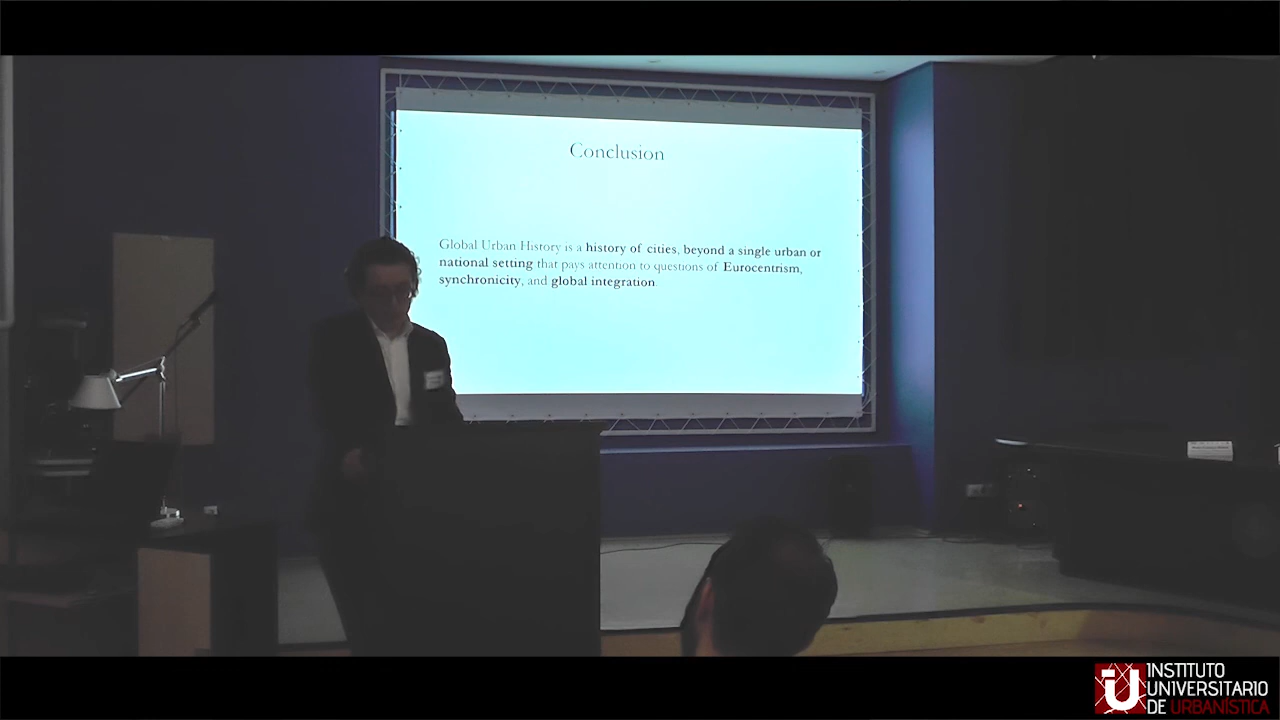 Conclusion
Global Urban History is a history of cities, beyond a single urban or
national setting that pays attention to questions of Eurocentrism,
synchronicity, and global integration.
INSTITUTO
UNIVERSITARIO
DE URBANÍSTICA